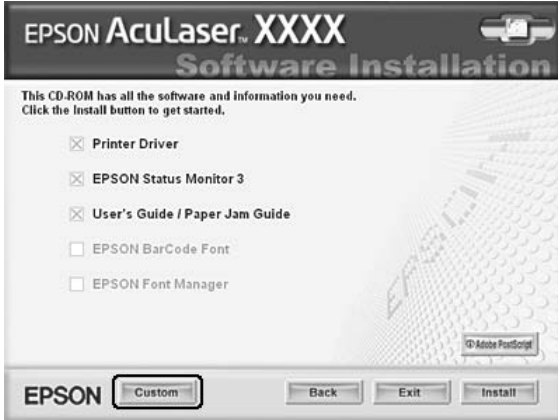 EPSON AcuLaser™ XXXX
Software Installation
This CD-ROM has all the software and information you need.
Click the Install button to get started.
Printer Driver
EPSON Status Monitor 3
User's Guide / Paper Jam Guide
EPSON BarCode Font
EPSON Font Manager
EPSON
Adobe PostScript
EPSON Custom Back Exit Install